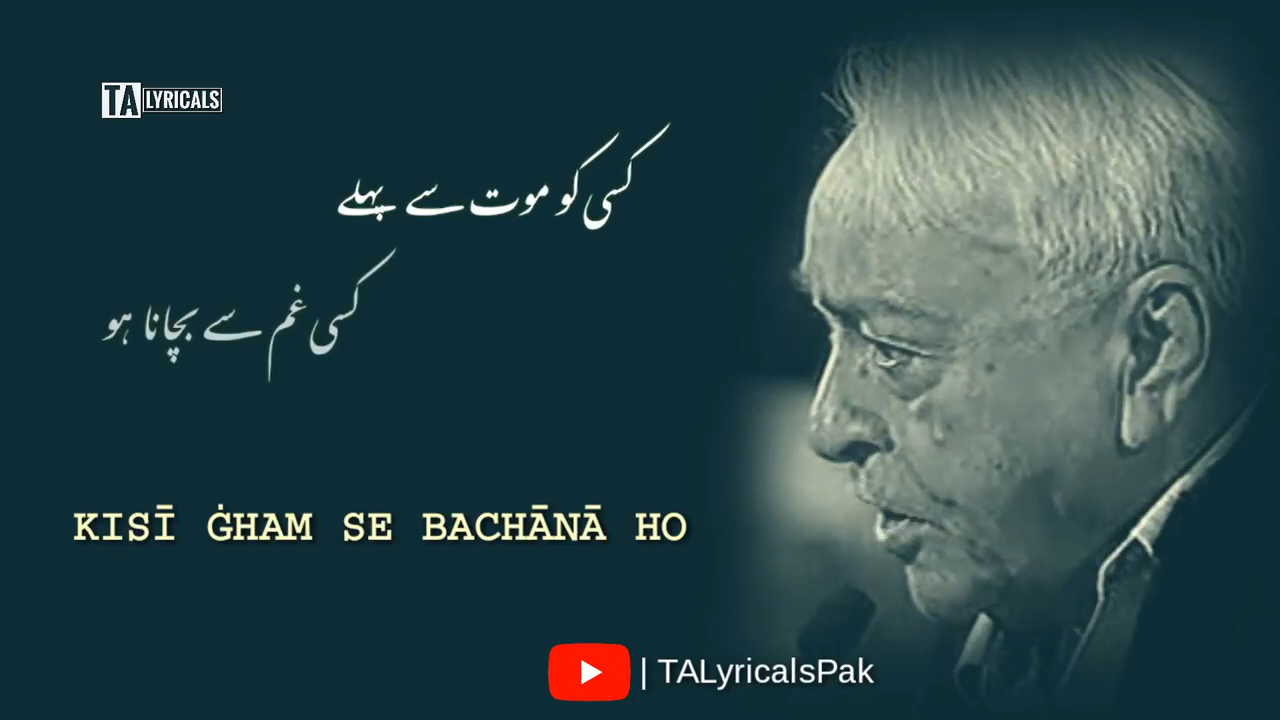 TA LYRICALS
کسی کو موت سے پہلے
کسی غم سے بچانا ہو
KISĪ ĠHAM SE BACHĀNĀ HO
| TALyricalsPak